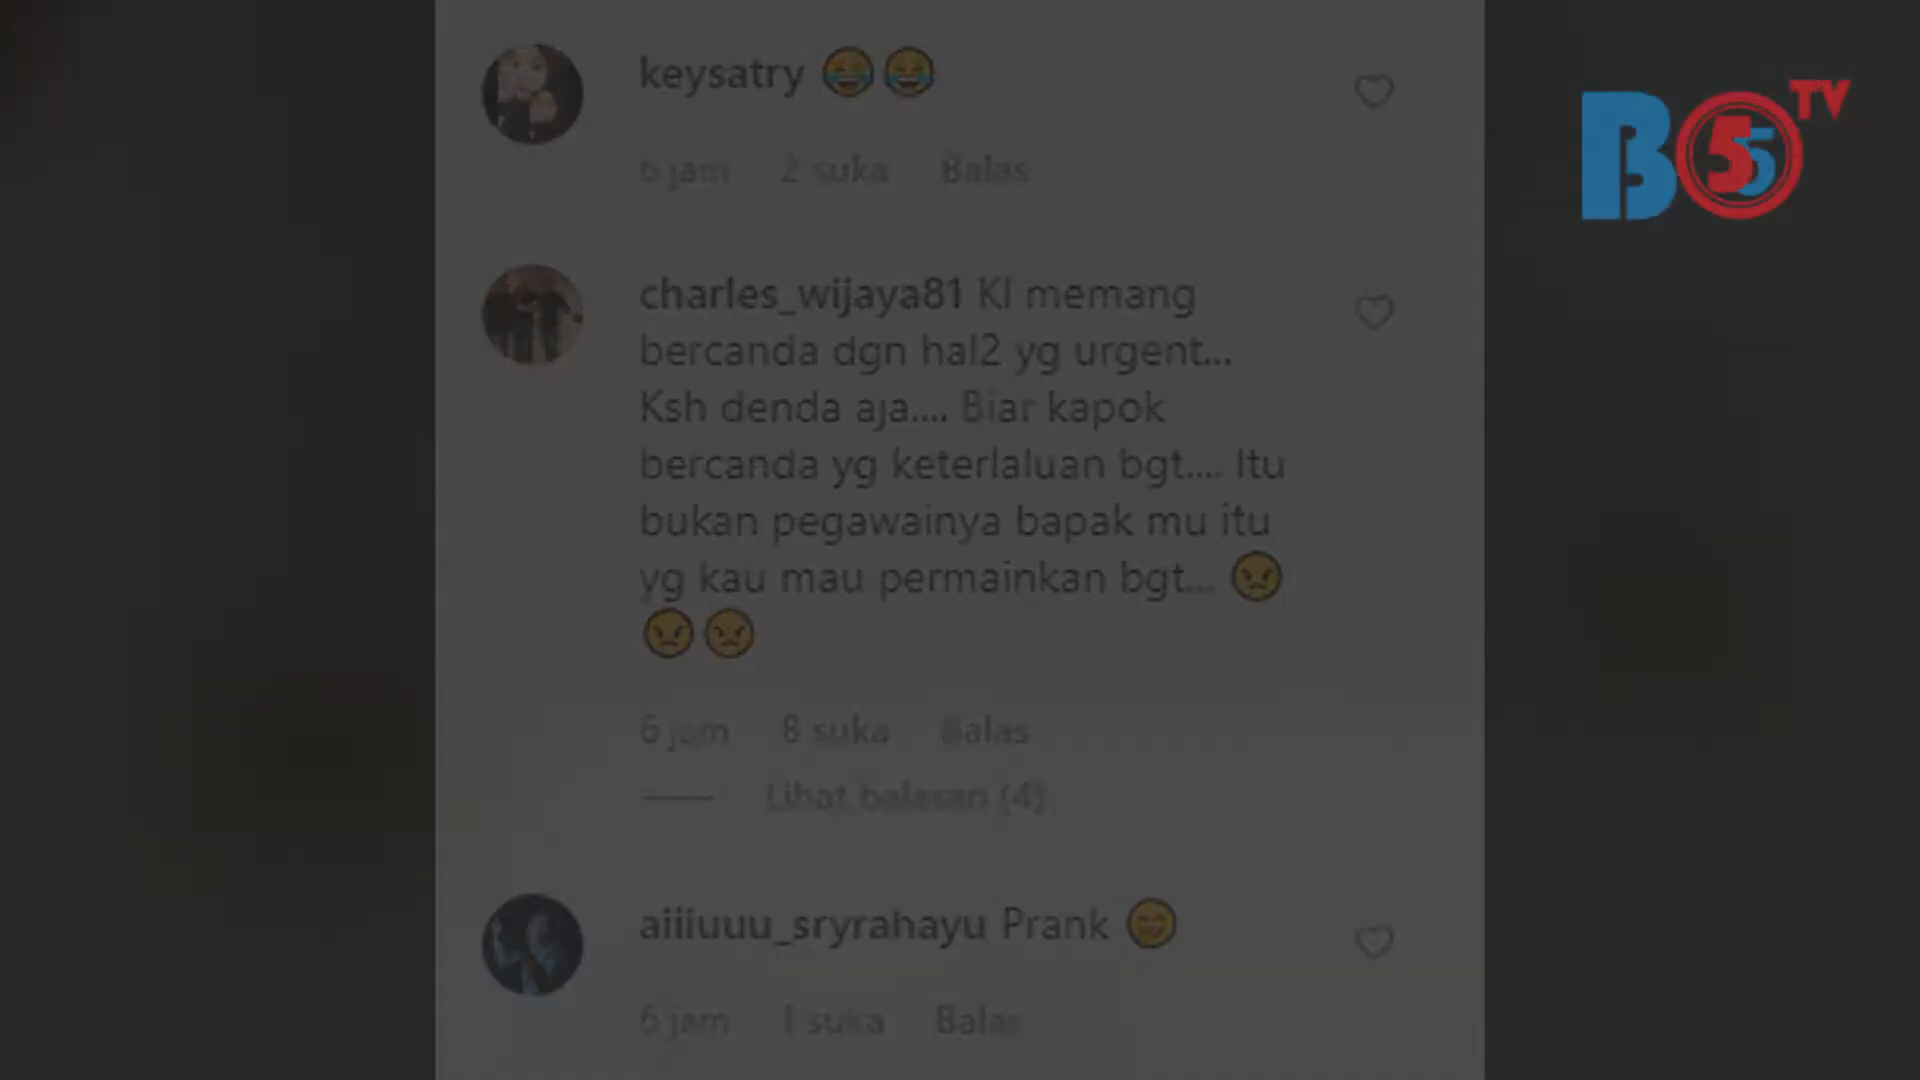 keysatry 😂😂
6 jam 2 suka Balas
charles_wijaya81 Kl memang
bercanda dgn hal2 yg urgent...
Ksh denda aja.... Biar kapok
bercanda yg keterlaluan bgt.... Itu
bukan pegawainya bapak mu itu
yg kau mau permainkan bgt... 😠
😠😠
6 jam 8 suka Balas
Lihat balasan (4)
aiiiuuu_sryrahayu Prank 😄
6 jam 1 suka Balas
B55 TV